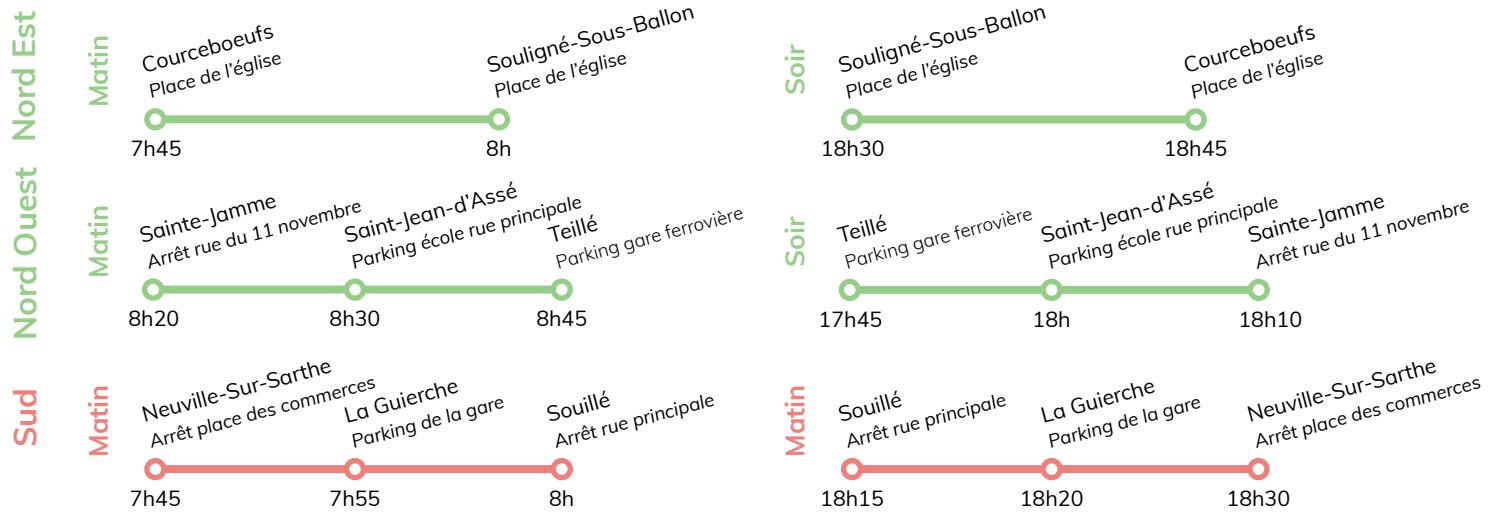 Nord Est
Matin
Courceboeufs
Place de l'église
7h45
Souligné-Sous-Ballon
Place de l'église
8h
Soir
Souligné-Sous-Ballon
Place de l'église
18h30
Courceboeufs
Place de l'église
18h45
Nord Ouest
Matin
Sainte-Jamme
Arrêt rue du 11 novembre
8h20
Saint-Jean-d'Assé
Parking école rue principale
8h30
Teillé
Parking gare ferrovière
8h45
Soir
Teillé
Parking gare ferrovière
17h45
Saint-Jean-d'Assé
Parking école rue principale
18h
Sainte-Jamme
Arrêt rue du 11 novembre
18h10
Sud
Matin
Neuville-Sur-Sarthe
Arrêt place des commerces
7h45
La Guierche
Parking de la gare
7h55
Souillé
Arrêt rue principale
8h
Matin
Souillé
Arrêt rue principale
18h15
La Guierche
Parking de la gare
18h20
Neuville-Sur-Sarthe
Arrêt place des commerces
18h30